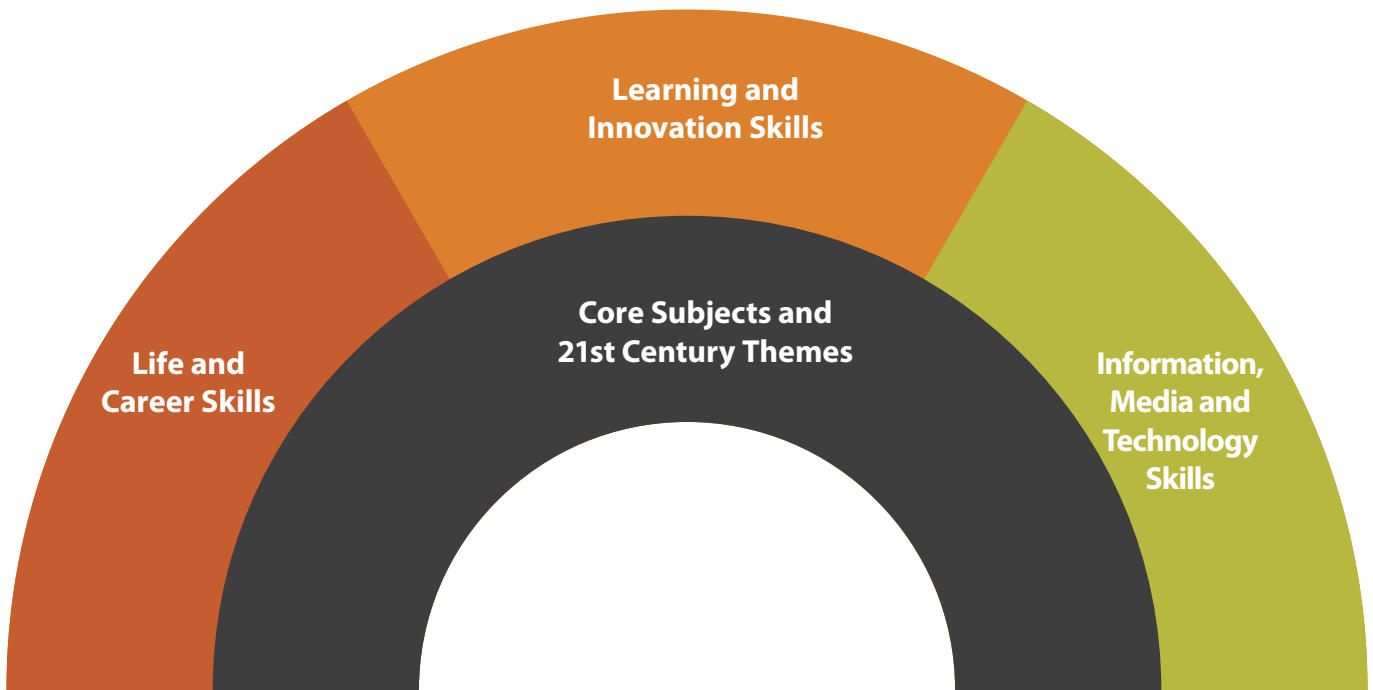 Learning and
Innovation Skills
Core Subjects and
21st Century Themes
Life and
Career Skills
Information,
Media and
Technology
Skills